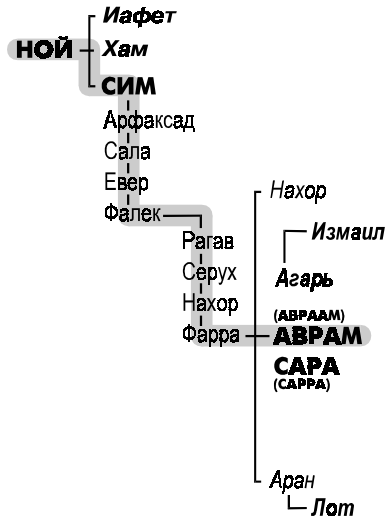 Иафет
НОЙ Хам
СИМ
Арфаксад
Сала
Евер
Фалек
Нахор
Рагав
Измаил
Серух
Агарь
Нахор
(АВРААМ)
Фарра АВРАМ
САРА
(САРРА)
Аран
Лот